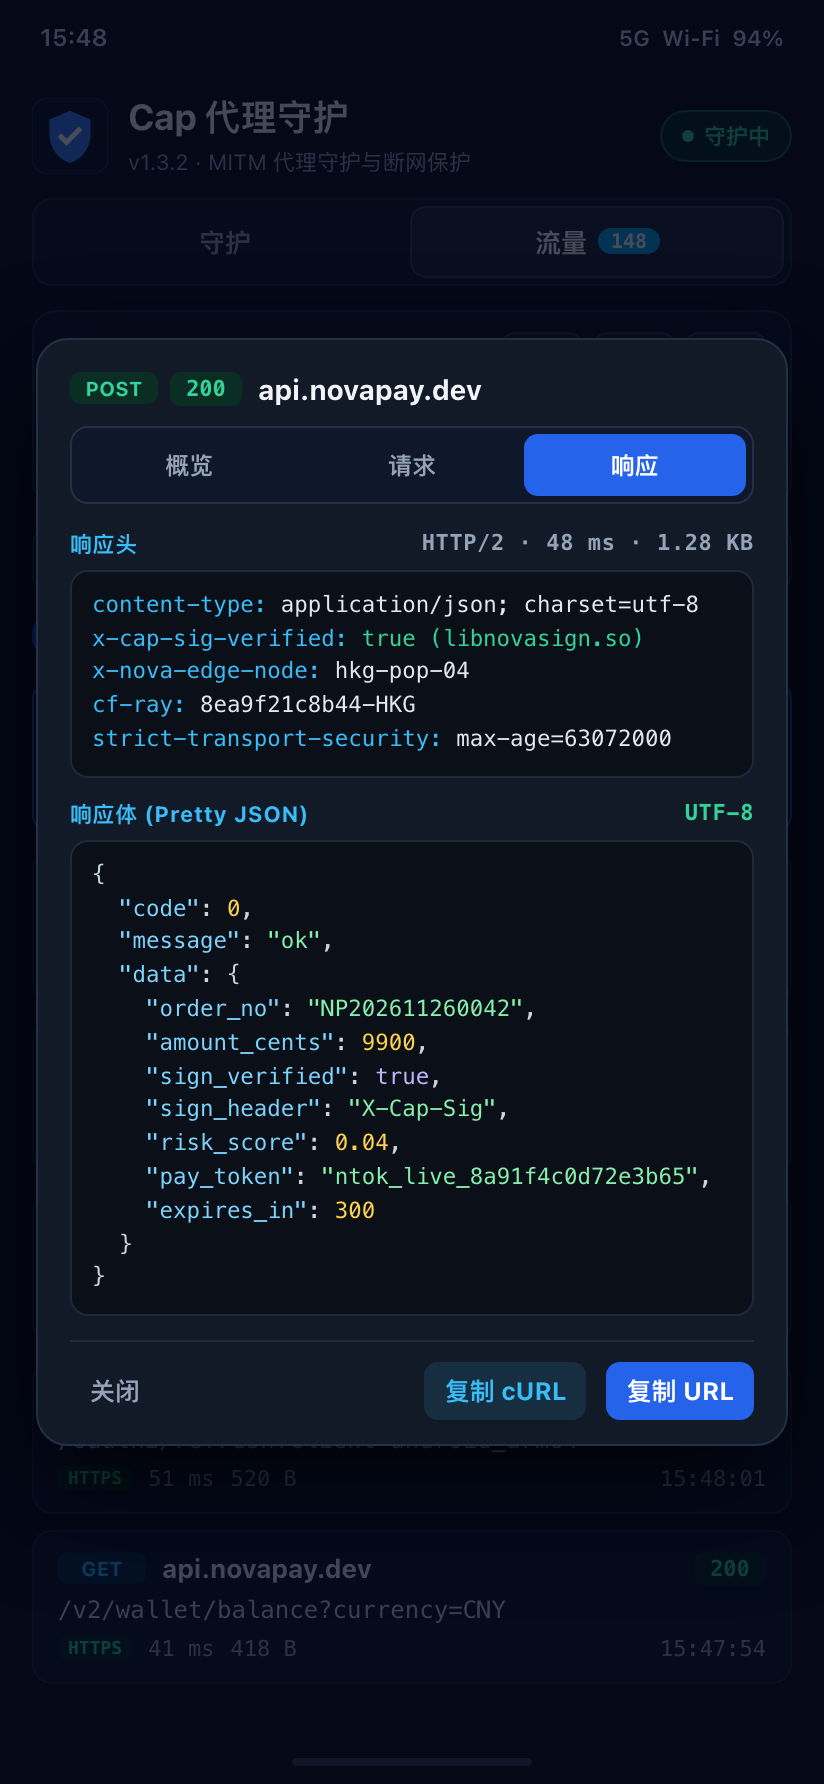 15:48
5G Wi-Fi 94%
Cap 代理守护
v1.3.2 · MITM 代理守护与断网保护
守护中
守护
流量 148
POST 200 api.novapay.dev
概览 请求 响应
响应头 HTTP/2 · 48 ms · 1.28 KB
content-type: application/json; charset=utf-8
x-cap-sig-verified: true (libnovasign.so)
x-nova-edge-node: hkg-pop-04
cf-ray: 8ea9f21c8b44-HKG
strict-transport-security: max-age=63072000
响应体 (Pretty JSON) UTF-8
{
"code": 0,
"message": "ok",
"data": {
"order_no": "NP202611260042",
"amount_cents": 9900,
"sign_verified": true,
"sign_header": "X-Cap-Sig",
"risk_score": 0.04,
"pay_token": "ntok_live_8a91f4c0d72e3b65",
"expires_in": 300
}
}
关闭 复制 cURL 复制 URL
HTTPS 51 ms 520 B 15:48:01
GET api.novapay.dev 200
/v2/wallet/balance?currency=CNY
HTTPS 41 ms 418 B 15:47:54